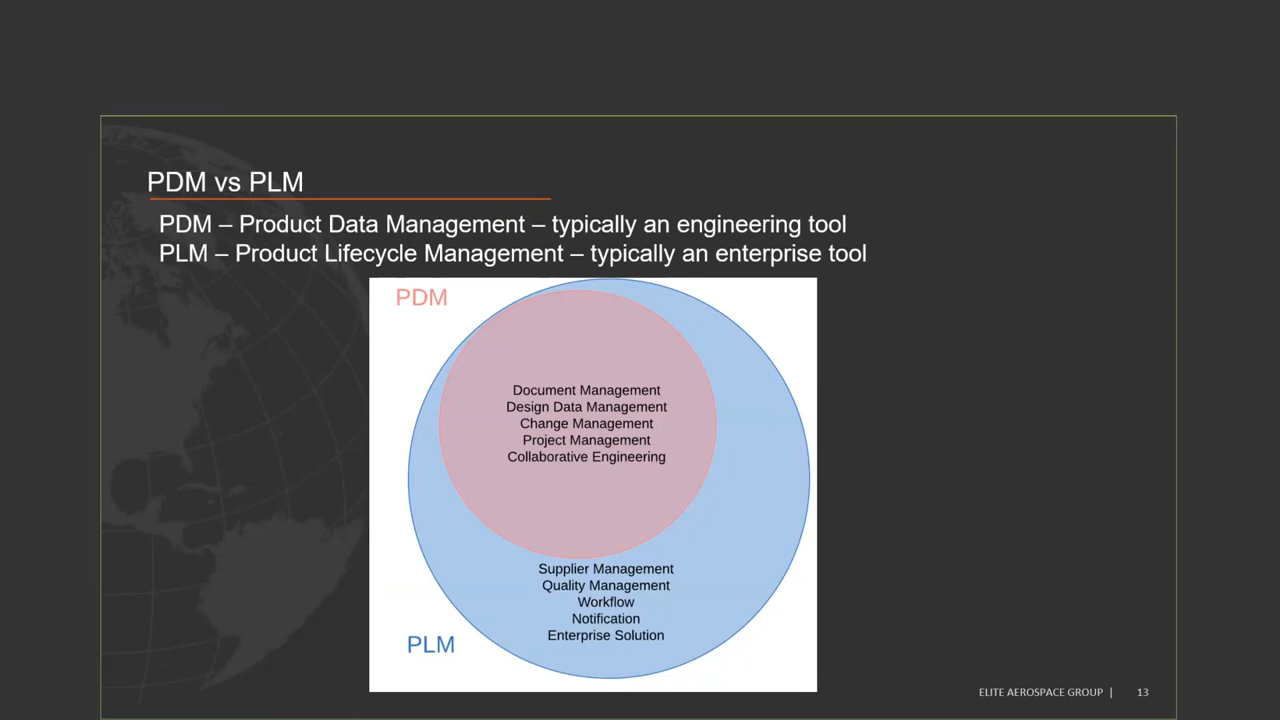 PDM vs PLM
PDM – Product Data Management – typically an engineering tool
PLM – Product Lifecycle Management – typically an enterprise tool
PDM
Document Management
Design Data Management
Change Management
Project Management
Collaborative Engineering
Supplier Management
Quality Management
Workflow
Notification
Enterprise Solution
PLM
ELITE AEROSPACE GROUP | 13